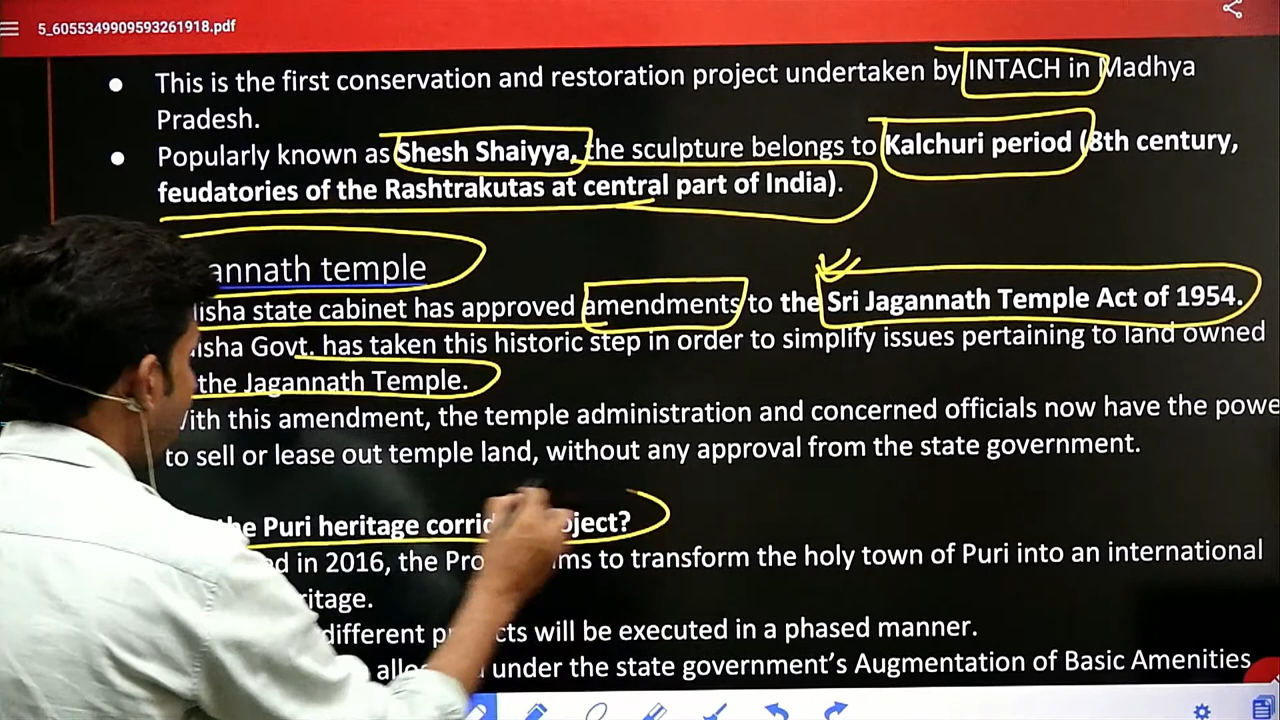 5_6055349909593261918.pdf
This is the first conservation and restoration project undertaken by INTACH in Madhya
Pradesh.
Popularly known as Shesh Shaiyya, the sculpture belongs to Kalchuri period (8th century,
feudatories of the Rashtrakutas at central part of India).
annath temple
isha state cabinet has approved amendments to the Sri Jagannath Temple Act of 1954.
isha Govt. has taken this historic step in order to simplify issues pertaining to land owned
the Jagannath Temple.
ith this amendment, the temple administration and concerned officials now have the powe
to sell or lease out temple land, without any approval from the state government.
the Puri heritage corri ject?
d in 2016, the Pro ims to transform the holy town of Puri into an international
itage.
different p cts will be executed in a phased manner.
under the state government's Augmentation of Basic Amenities